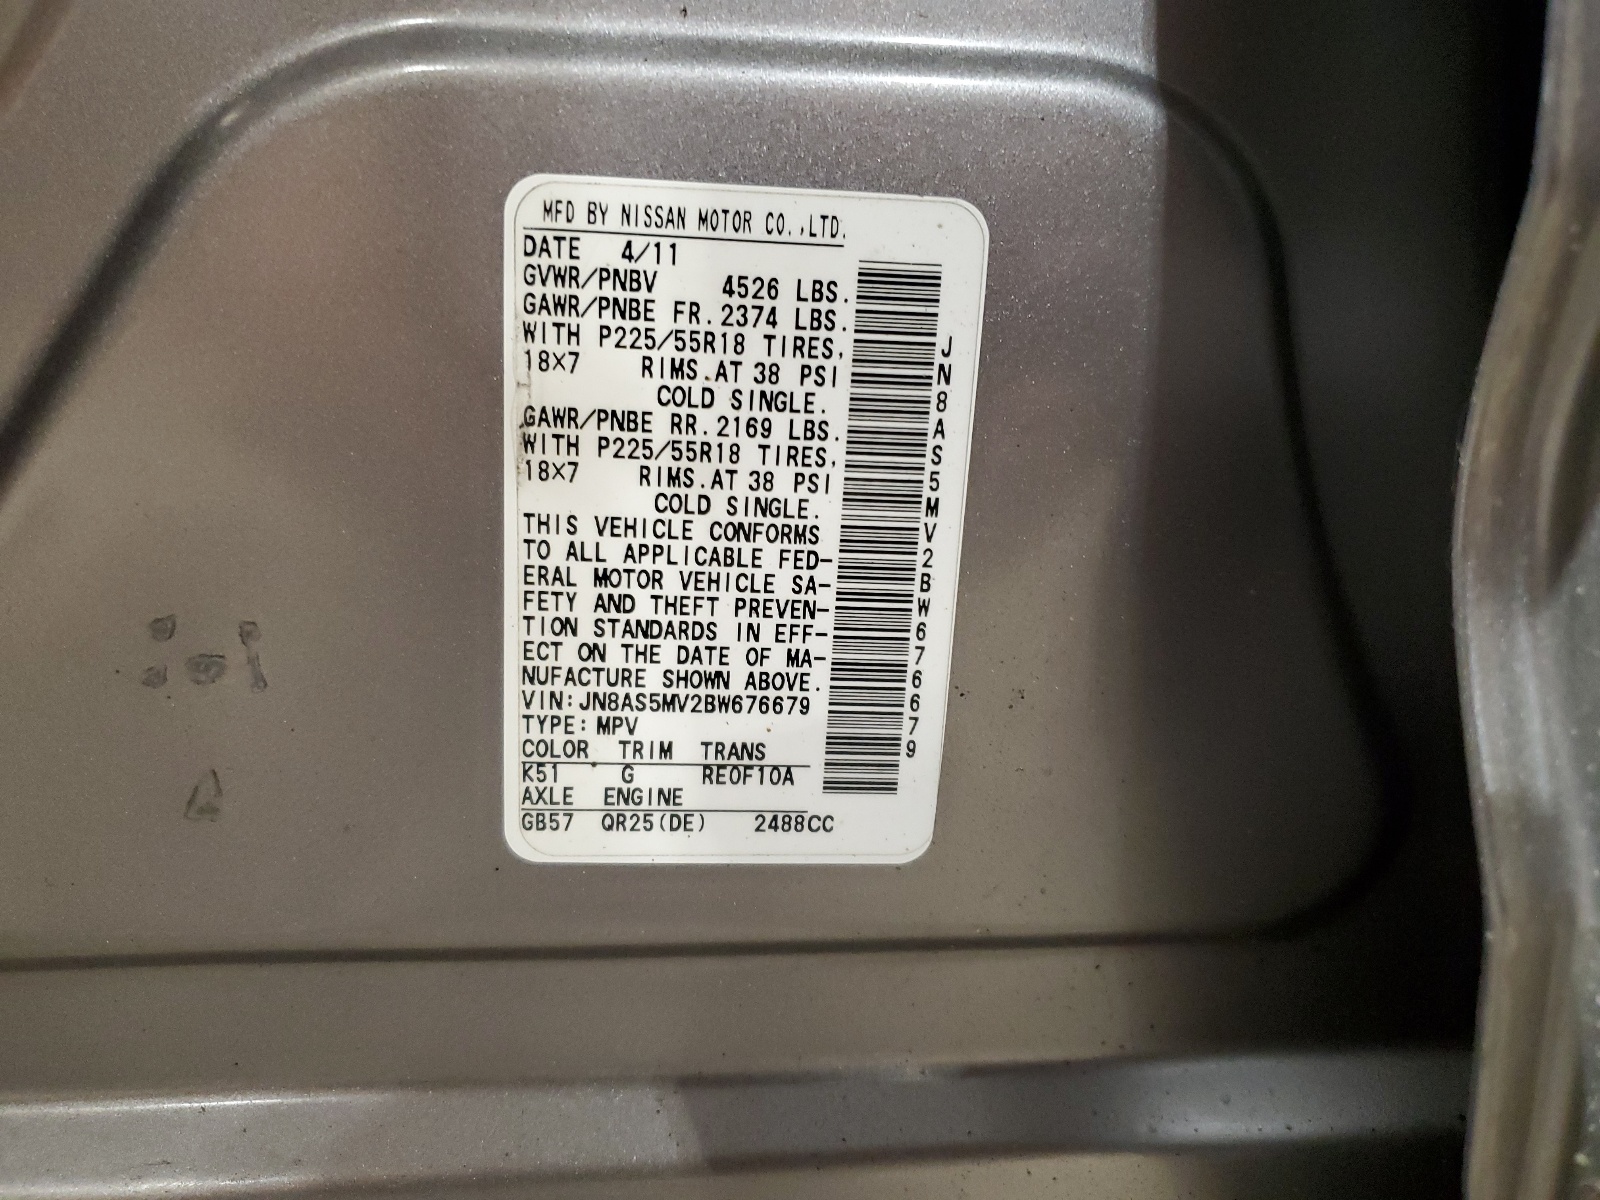 MFD BY NISSAN MOTOR CO.,LTD.
DATE 4/11
GVWR/PNBV 4526 LBS.
GAWR/PNBE FR.2374 LBS.
WITH P225/55R18 TIRES,
18X7 RIMS.AT 38 PSI
COLD SINGLE.
GAWR/PNBE RR.2169 LBS.
WITH P225/55R18 TIRES,
18X7 RIMS.AT 38 PSI
COLD SINGLE.
THIS VEHICLE CONFORMS
TO ALL APPLICABLE FED-
ERAL MOTOR VEHICLE SA-
FETY AND THEFT PREVEN-
TION STANDARDS IN EFF-
ECT ON THE DATE OF MA-
NUFACTURE SHOWN ABOVE.
VIN:JN8AS5MV2BW676679
TYPE:MPV
COLOR TRIM TRANS
K51 G RE0F10A
AXLE ENGINE
GB57 QR25(DE) 2488CC
JN8AS5MV2BW676679